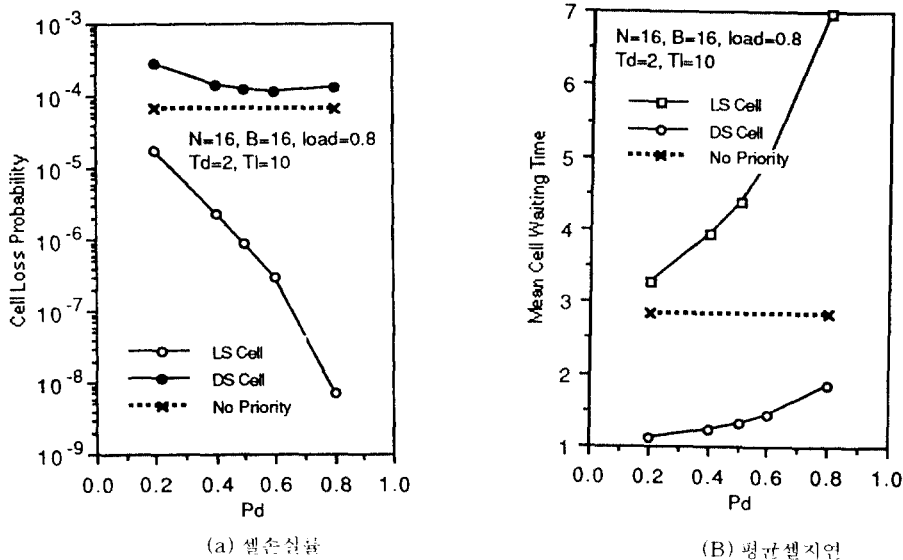 10^-3
10^-4
10^-5
10^-6
10^-7
10^-8
10^-9
Cell Loss Probability
N=16, B=16, load=0.8
Td=2, Tl=10
LS Cell
DS Cell
No Priority
0.0 0.2 0.4 0.6 0.8 1.0
Pd
(a) 셀손실률
7
6
5
4
3
2
1
Mean Cell Waiting Time
N=16, B=16, load=0.8
Td=2, Tl=10
LS Cell
DS Cell
No Priority
0.0 0.2 0.4 0.6 0.8 1.0
Pd
(B) 평균셀지연